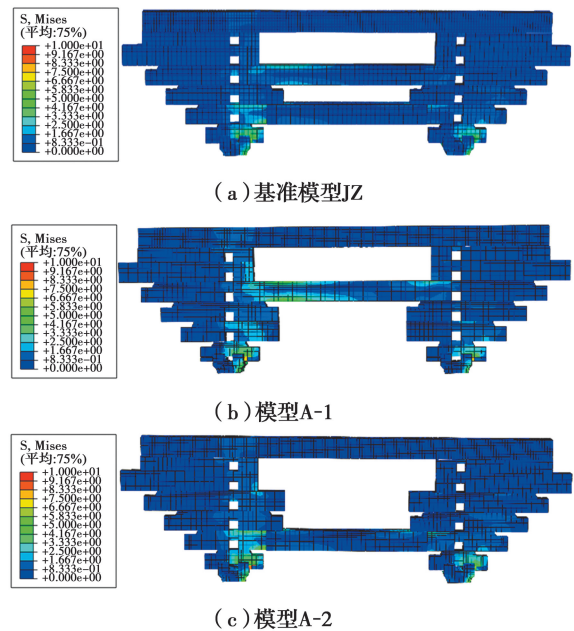 S, Mises
(平均:75%)
+1.000e+01
+9.167e+00
+8.333e+00
+7.500e+00
+6.667e+00
+5.833e+00
+5.000e+00
+4.167e+00
+3.333e+00
+2.500e+00
+1.667e+00
+8.333e-01
+0.000e+00
(a)基准模型JZ
S, Mises
(平均:75%)
+1.000e+01
+9.167e+00
+8.333e+00
+7.500e+00
+6.667e+00
+5.833e+00
+5.000e+00
+4.167e+00
+3.333e+00
+2.500e+00
+1.667e+00
+8.333e-01
+0.000e+00
(b)模型A-1
S, Mises
(平均:75%)
+1.000e+01
+9.167e+00
+8.333e+00
+7.500e+00
+6.667e+00
+5.833e+00
+5.000e+00
+4.167e+00
+3.333e+00
+2.500e+00
+1.667e+00
+8.333e-01
+0.000e+00
(c)模型A-2